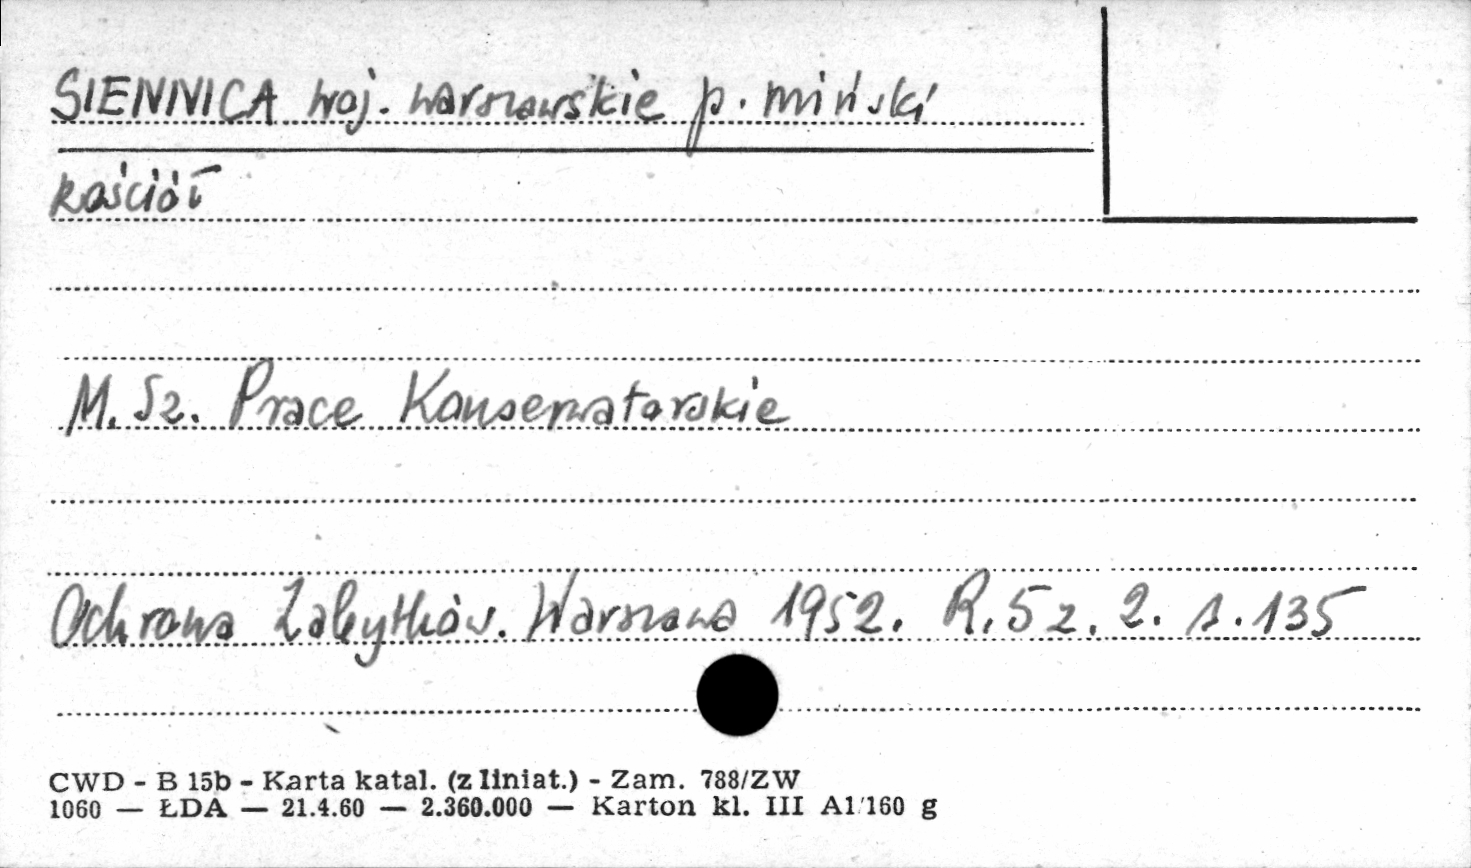 SIENNICA woj. warszawskie p. miński
kościół
M. Sz. Prace Konserwatorskie
Ochrona Zabytków. Warszawa 1952. R. 5 z. 2. s. 135
CWD - B 15b - Karta katal. (z liniat.) - Zam. 788/ZW
1060 — ŁDA — 21.4.60 — 2.360.000 — Karton kl. III A1/160 g